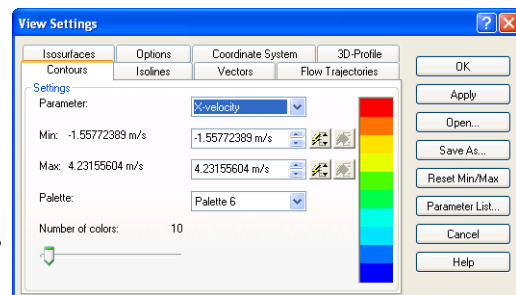 View Settings
Isosurfaces Options Coordinate System 3D-Profile
Contours Isolines Vectors Flow Trajectories
Settings
Parameter: X-velocity
Min: -1.55772389 m/s -1.55772389 m/s
Max: 4.23155604 m/s 4.23155604 m/s
Palette: Palette 6
Number of colors: 10
OK
Apply
Open...
Save As...
Reset Min/Max
Parameter List...
Cancel
Help